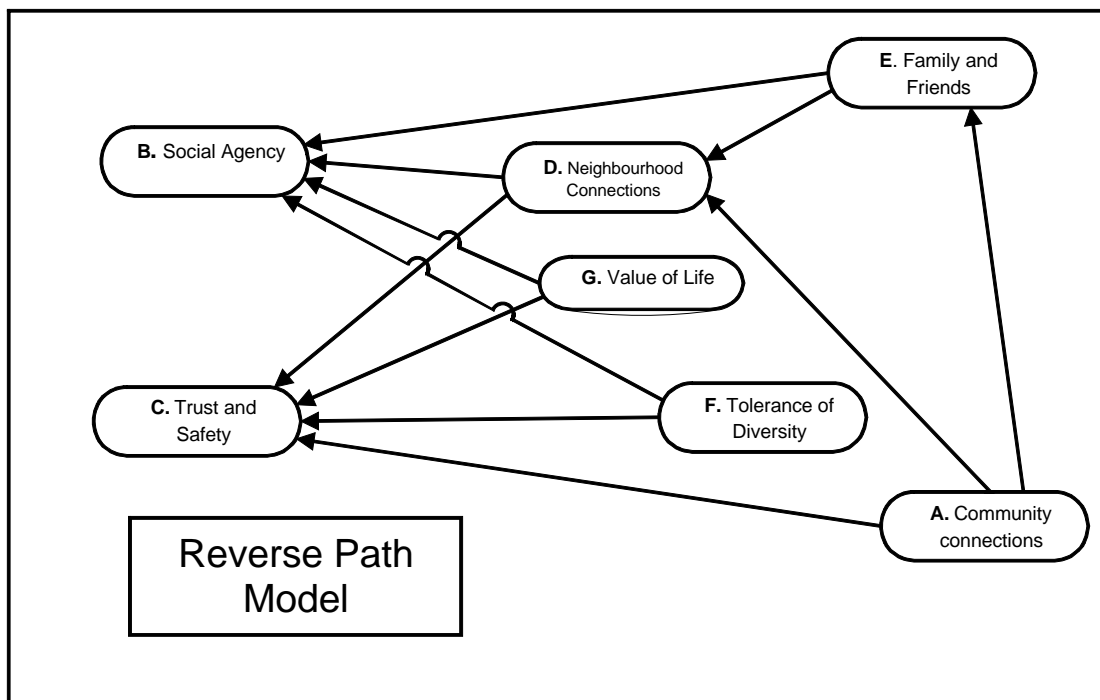 E. Family and
Friends
B. Social Agency
D. Neighbourhood
Connections
G. Value of Life
C. Trust and
Safety
F. Tolerance of
Diversity
A. Community
connections
Reverse Path
Model